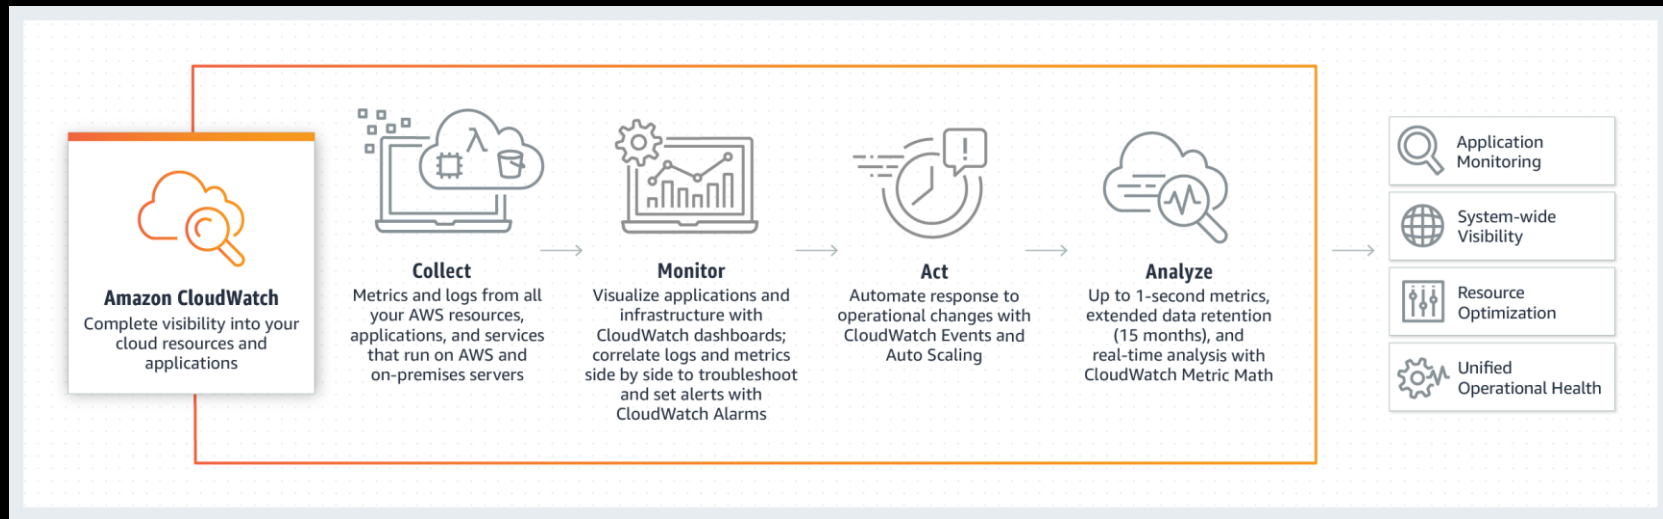 Amazon CloudWatch
Complete visibility into your
cloud resources and
applications
Collect
Metrics and logs from all
your AWS resources,
applications, and services
that run on AWS and
on-premises servers
Monitor
Visualize applications and
infrastructure with
CloudWatch dashboards;
correlate logs and metrics
side by side to troubleshoot
and set alerts with
CloudWatch Alarms
Act
Automate response to
operational changes with
CloudWatch Events and
Auto Scaling
Analyze
Up to 1-second metrics,
extended data retention
(15 months), and
real-time analysis with
CloudWatch Metric Math
Application
Monitoring
System-wide
Visibility
Resource
Optimization
Unified
Operational Health